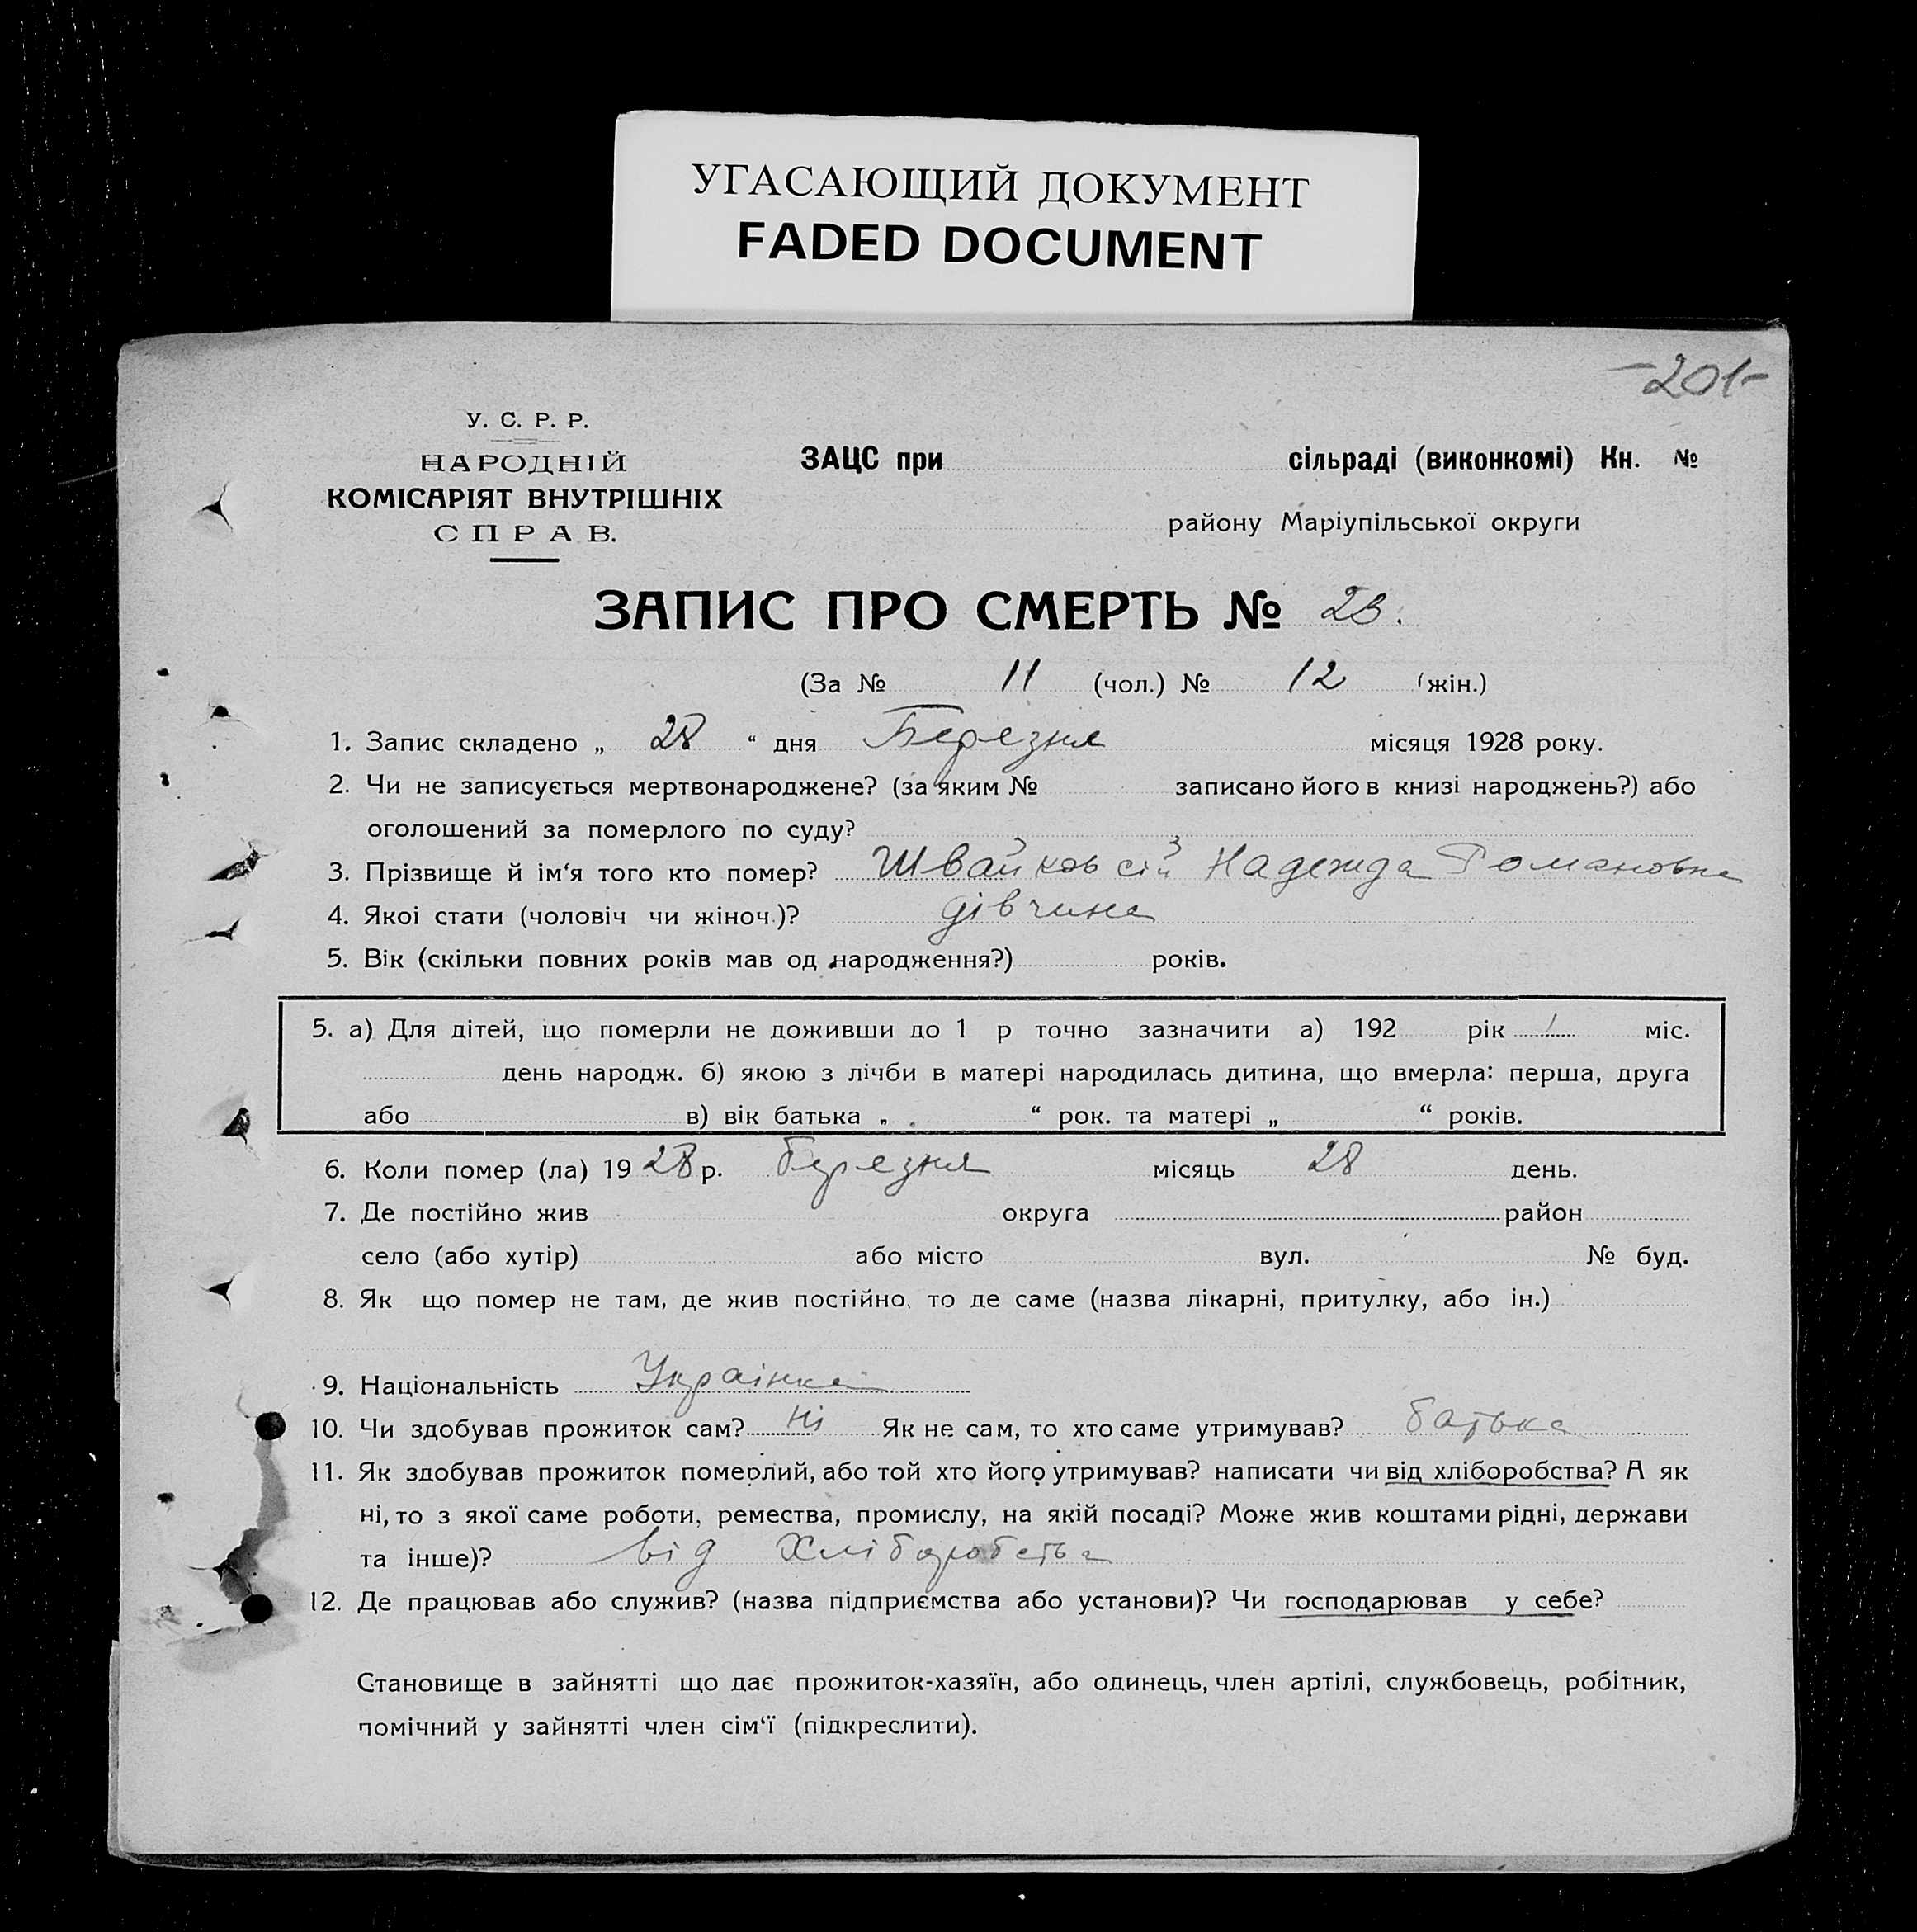 УГАСАЮЩИЙ ДОКУМЕНТ
FADED DOCUMENT
-201-
У. С. Р. Р.
НАРОДНІЙ
КОМІСАРІЯТ ВНУТРІШНІХ
СПРАВ.
ЗАЦС при сільраді (виконкомі) Кн. №
району Маріупільської округи
ЗАПИС ПРО СМЕРТЬ № 23.
(За № 11 (чол.) № 12 (жін.)
1. Запис складено „ 28 “ дня Березня місяця 1928 року.
2. Чи не записується мертвонароджене? (за яким № записано його в книзі народжень?) або
оголошений за померлого по суду?
3. Прізвище й ім‘я того кто помер? Надежда Романовна
4. Якоі стати (чоловіч чи жіноч.)? дівчина
5. Вік (скільки повних років мав од народження?) років.
5. а) Для дітей, що померли не доживши до 1 р точно зазначити а) 192 рік 1 міс.
день народж. б) якою з лічби в матері народилась дитина, що вмерла: перша, друга
або в) вік батька „ “ рок. та матері „ “ років.
6. Коли помер (ла) 1928 р. березня місяць 28 день.
7. Де постійно жив округа район
село (або хутір) або місто вул. № буд.
8. Як що помер не там, де жив постійно, то де саме (назва лікарні, притулку, або ін.)
9. Національність Украінка
10. Чи здобував прожиток сам? ні Як не сам, то хто саме утримував? батько
11. Як здобував прожиток померлий, або той хто його утримував? написати чи від хліборобства? А як
ні, то з якої саме роботи, ремества, промислу, на якій посаді? Може жив коштами рідні, держави
та інше)? від Хліборобства
12. Де працював або служив? (назва підприємства або установи)? Чи господарював у себе?
Становище в зайнятті що дає прожиток-хазяїн, або одинець, член артілі, службовець, робітник,
помічний у зайнятті член сім‘ї (підкреслити).